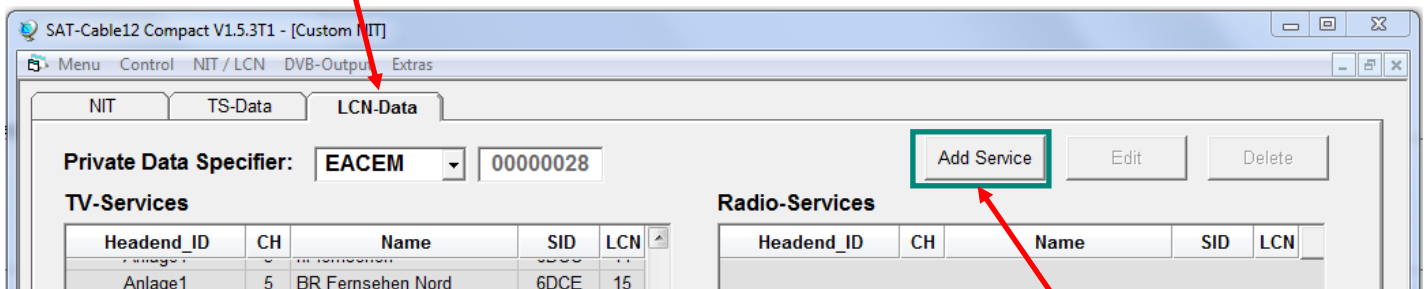 SAT-Cable12 Compact V1.5.3T1 - [Custom NIT]
Menu Control NIT / LCN DVB-Output Extras
NIT TS-Data LCN-Data
Private Data Specifier: EACEM 00000028 Add Service Edit Delete
TV-Services Radio-Services
Headend_ID CH Name SID LCN Headend_ID CH Name SID LCN
Anlage1 5 BR Fernsehen Nord 6DCE 15